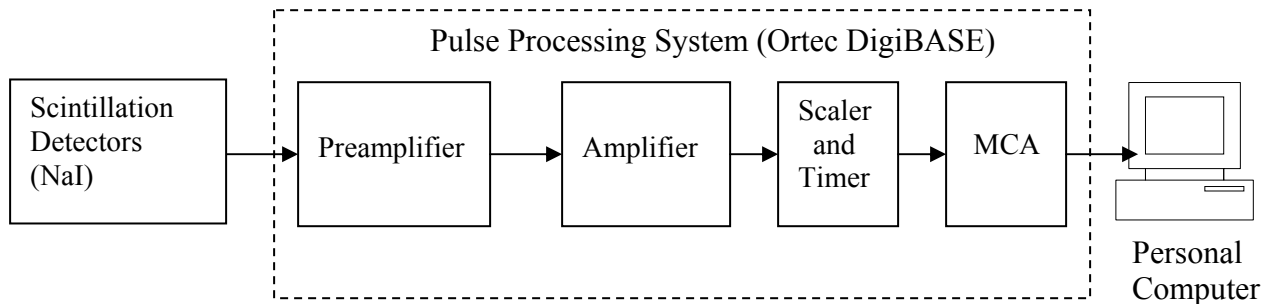 Pulse Processing System (Ortec DigiBASE)
Scintillation
Detectors
(NaI)
Preamplifier
Amplifier
Scaler
and
Timer
MCA
Personal
Computer